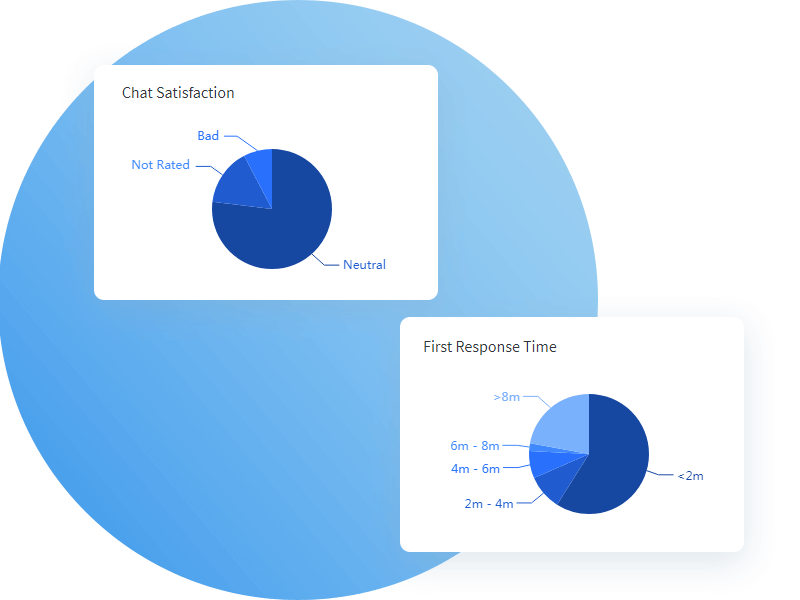 Chat Satisfaction
Bad
Not Rated
Neutral
First Response Time
>8m
6m - 8m
4m - 6m
<2m
2m - 4m